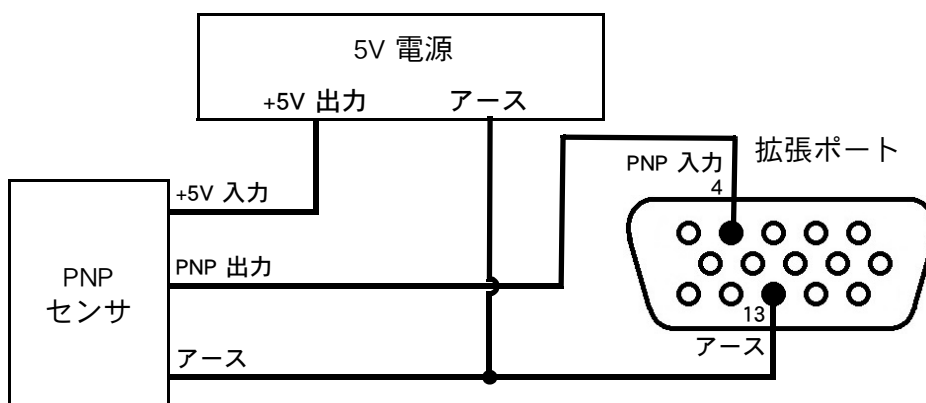 5V 電源
+5V 出力
アース
拡張ポート
PNP 入力
4
+5V 入力
PNP 出力
PNP
センサ
13
アース
アース